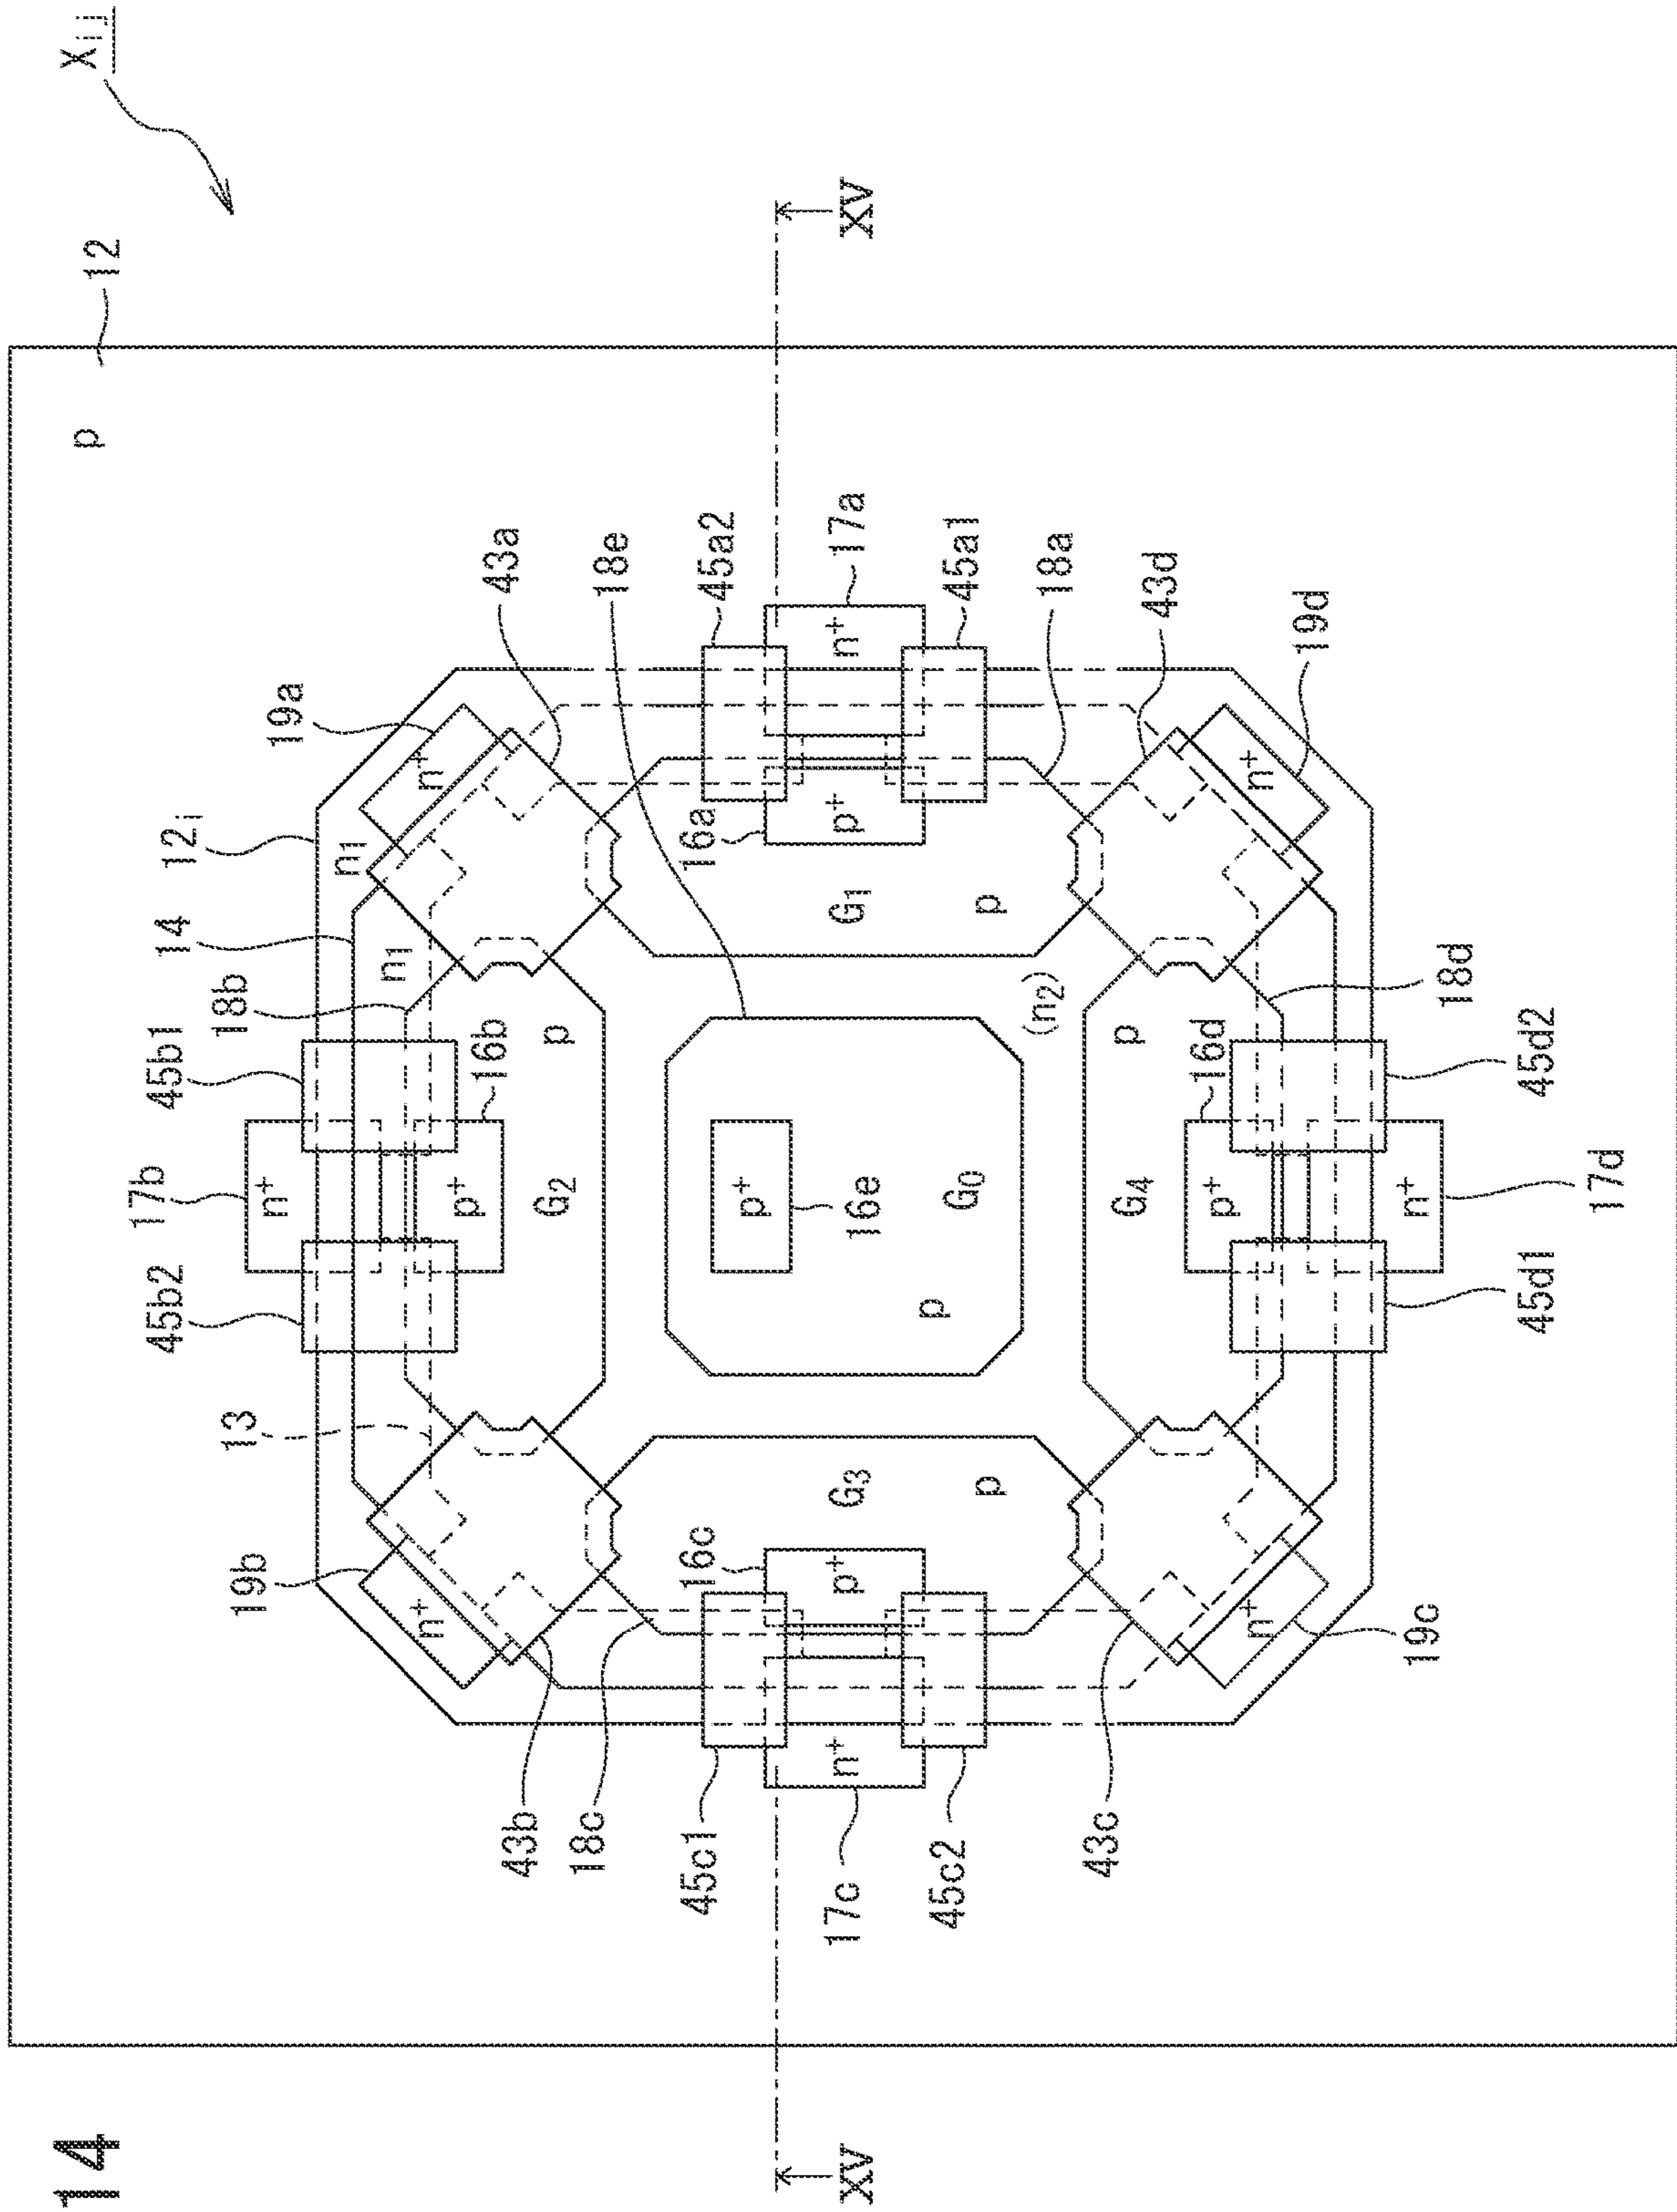 14
p
12
Xij
45b2
17b
45b1
14
12i
19b
13
18b
19a
n+
n1
n1
n+
n+
p+
16b
43b
G2
p
43a
18c
18e
45c1
16c
16a
45a2
p+
XV
17c
n+
p+
G3
16e
G1
p+
n+
17a
XV
45c2
p
G0
45a1
p
p
(n2)
18a
43c
G4
p
43d
p+
16d
n+
n+
19d
19c
n+
18d
45d1
45d2
17d